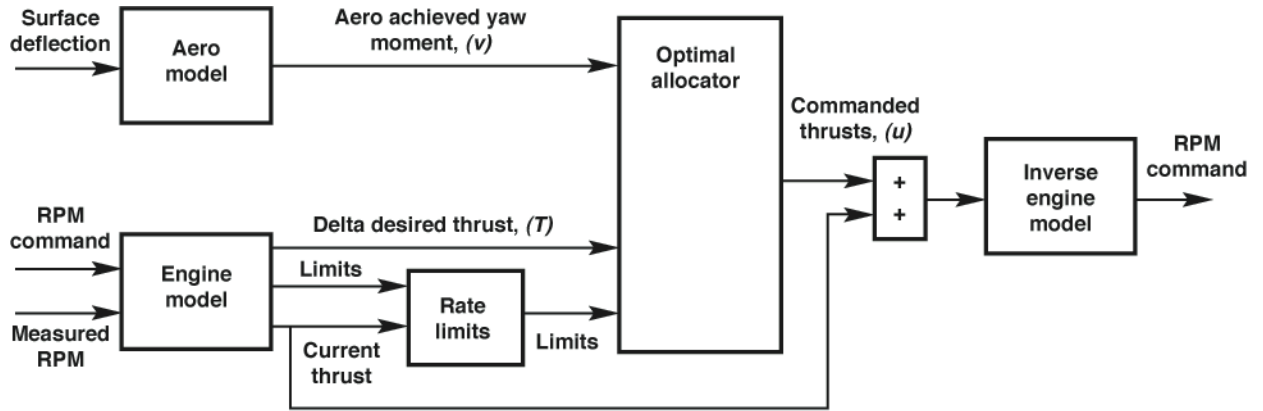 Surface
deflection
Aero
model
Aero achieved yaw
moment, (v)
Optimal
allocator
Commanded
thrusts, (u)
+
+
Inverse
engine
model
RPM
command
RPM
command
Measured
RPM
Engine
model
Delta desired thrust, (T)
Limits
Current
thrust
Rate
limits
Limits